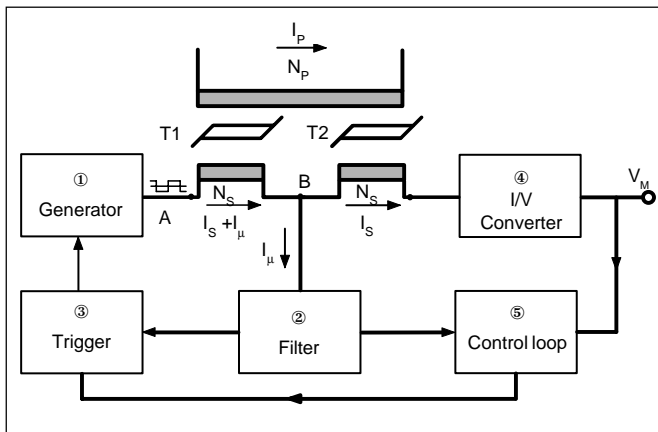 I_P
N_P
T1
T2
①
Generator
A
N_S
I_S +I_μ
B
I_μ
N_S
I_S
④
I/V
Converter
V_M
③
Trigger
②
Filter
⑤
Control loop